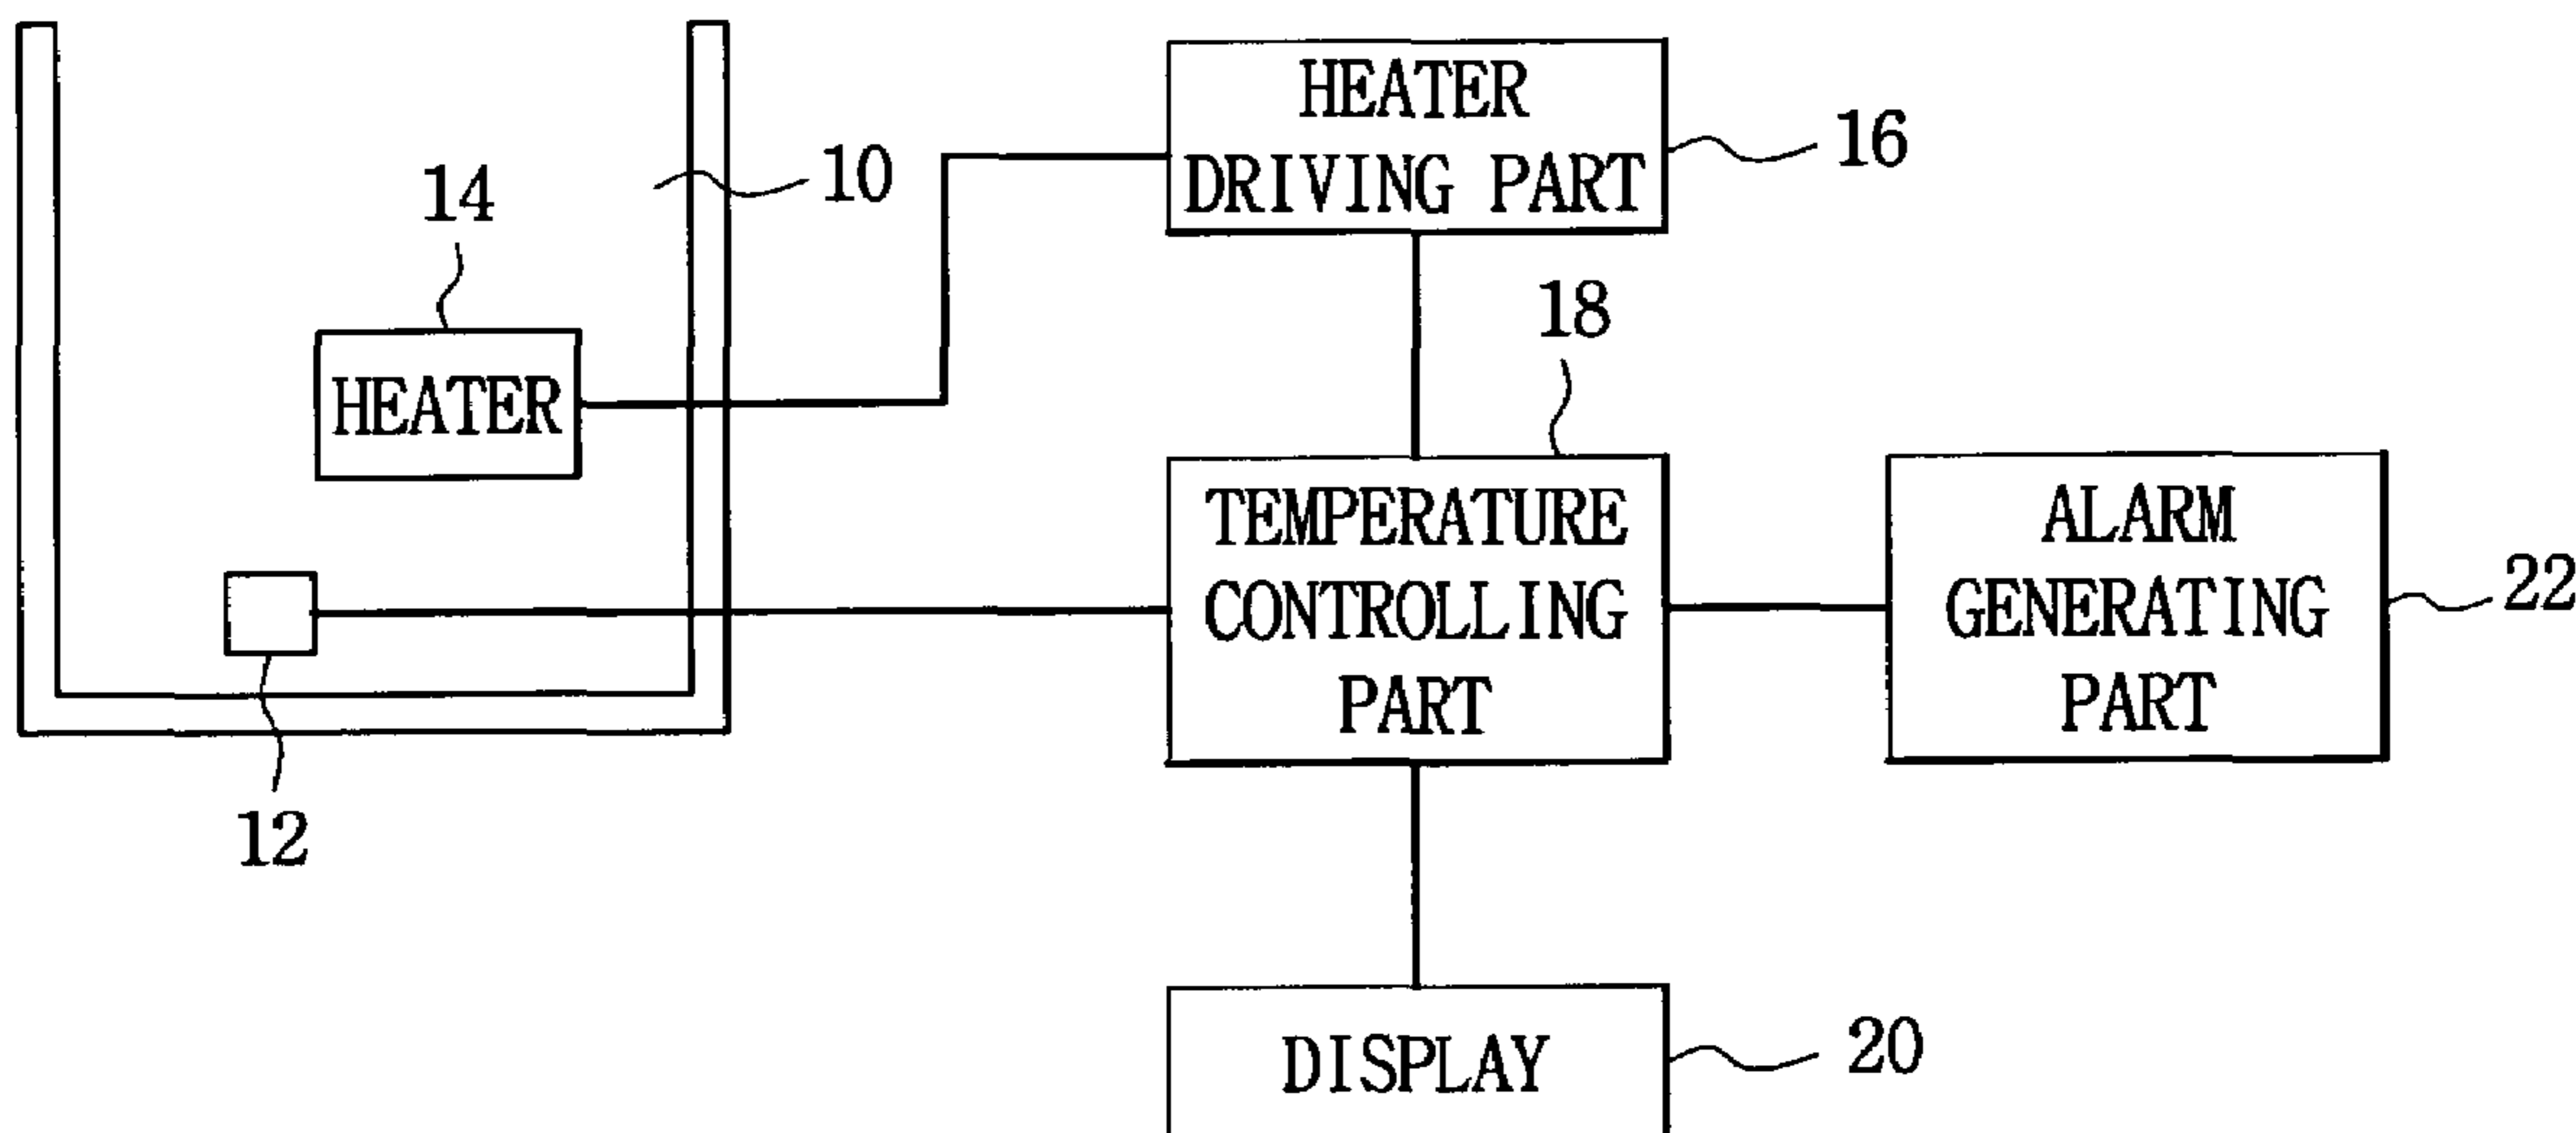 HEATER
DRIVING PART
16
10
14
18
HEATER
TEMPERATURE
CONTROLLING
PART
ALARM
GENERATING
PART
22
12
DISPLAY
20